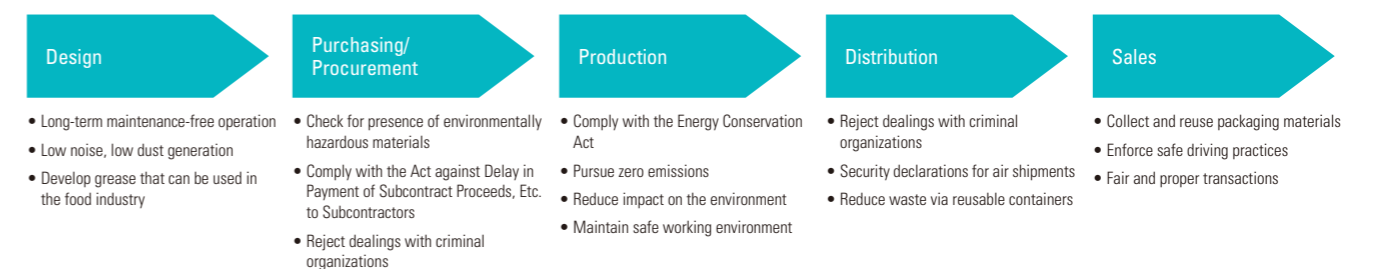 Design
• Long-term maintenance-free operation
• Low noise, low dust generation
• Develop grease that can be used in
the food industry
Purchasing/
Procurement
• Check for presence of environmentally
hazardous materials
• Comply with the Act against Delay in
Payment of Subcontract Proceeds, Etc.
to Subcontractors
• Reject dealings with criminal
organizations
Production
• Comply with the Energy Conservation
Act
• Pursue zero emissions
• Reduce impact on the environment
• Maintain safe working environment
Distribution
• Reject dealings with criminal
organizations
• Security declarations for air shipments
• Reduce waste via reusable containers
Sales
• Collect and reuse packaging materials
• Enforce safe driving practices
• Fair and proper transactions